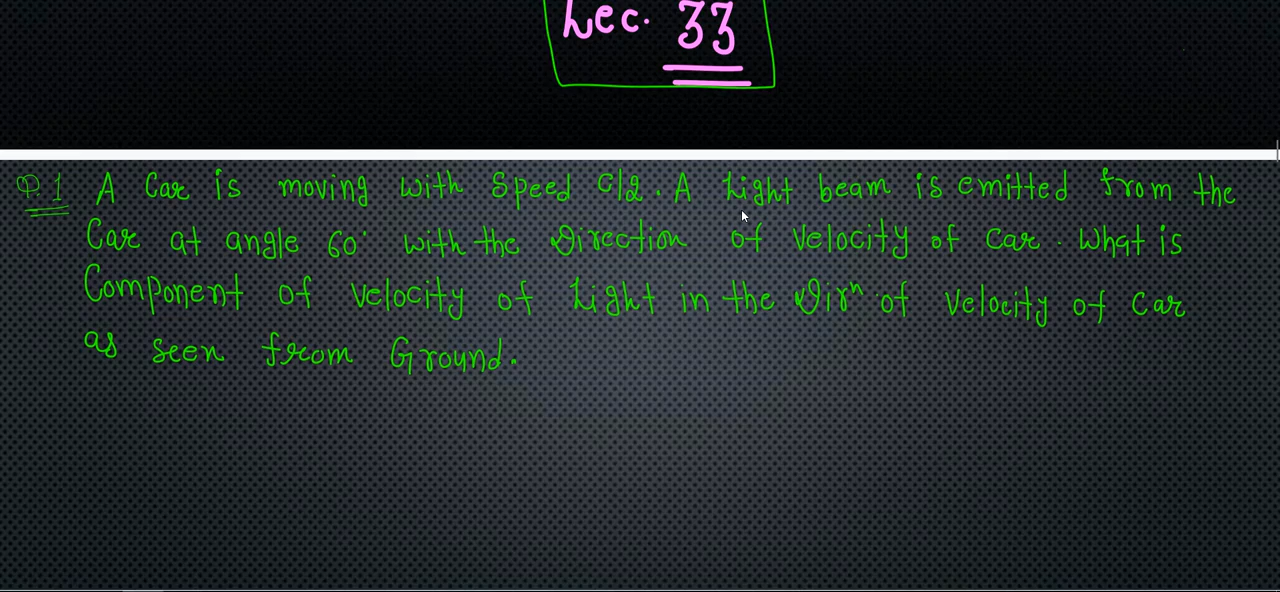 Lec. 33
Q1 A Car is moving with Speed c/2. A Light beam is emitted from the
Car at angle 60° with the Direction of Velocity of Car. What is
Component of Velocity of Light in the Dirⁿ. of Velocity of Car
as seen from Ground.